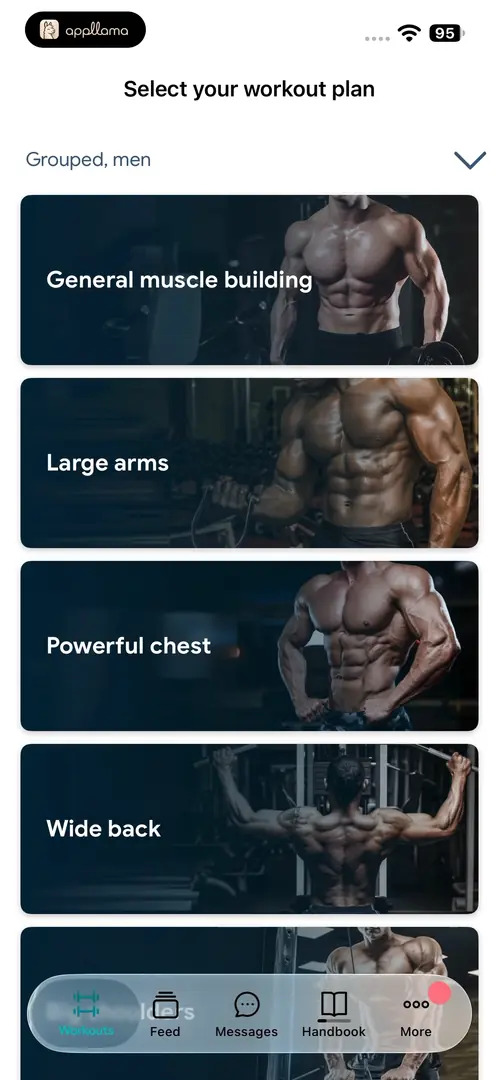 appllama
95
Select your workout plan
Grouped, men
General muscle building
Large arms
Powerful chest
Wide back
Workouts
Feed
Messages
Handbook
More